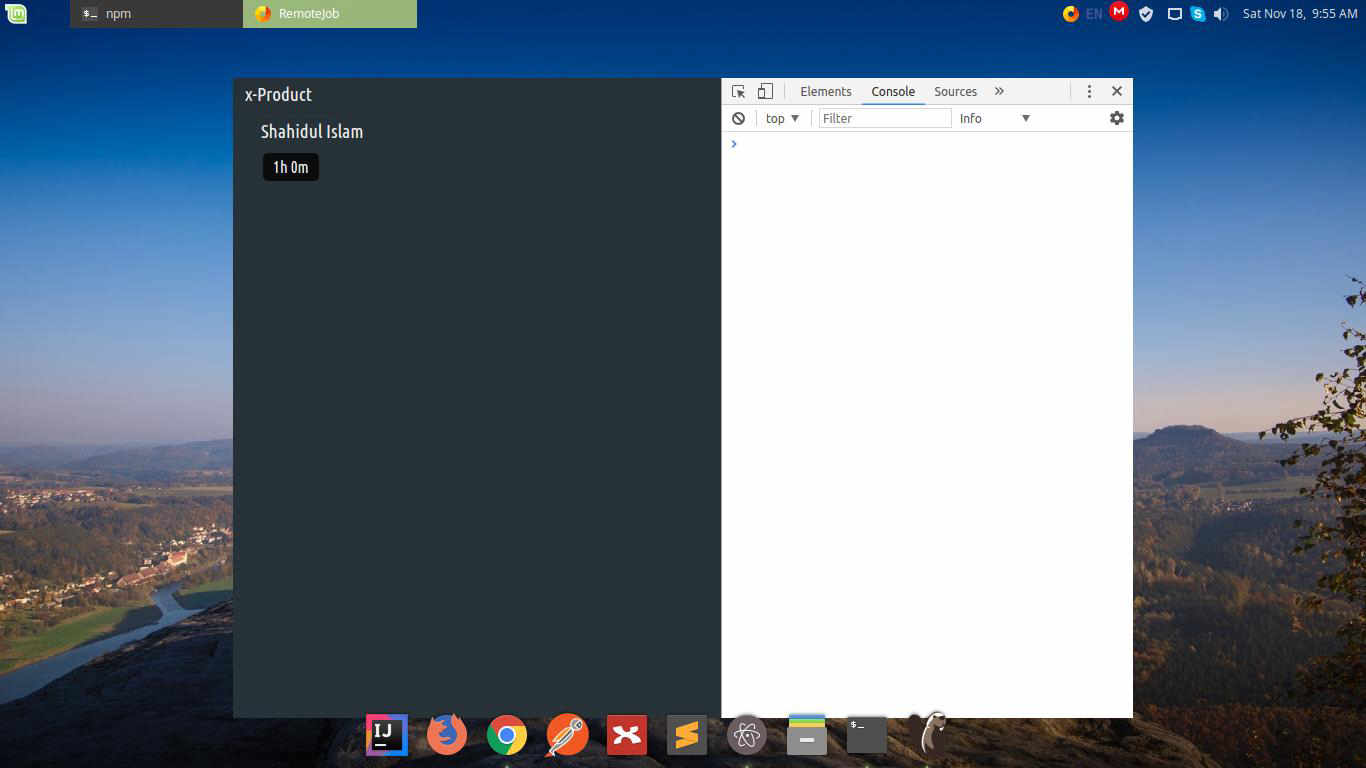 $_ npm RemoteJob EN M S Sat Nov 18, 9:55 AM
x-Product
Shahidul Islam
1h 0m
Elements Console Sources »
top ▼ Filter Info ▼
>
IJ $_